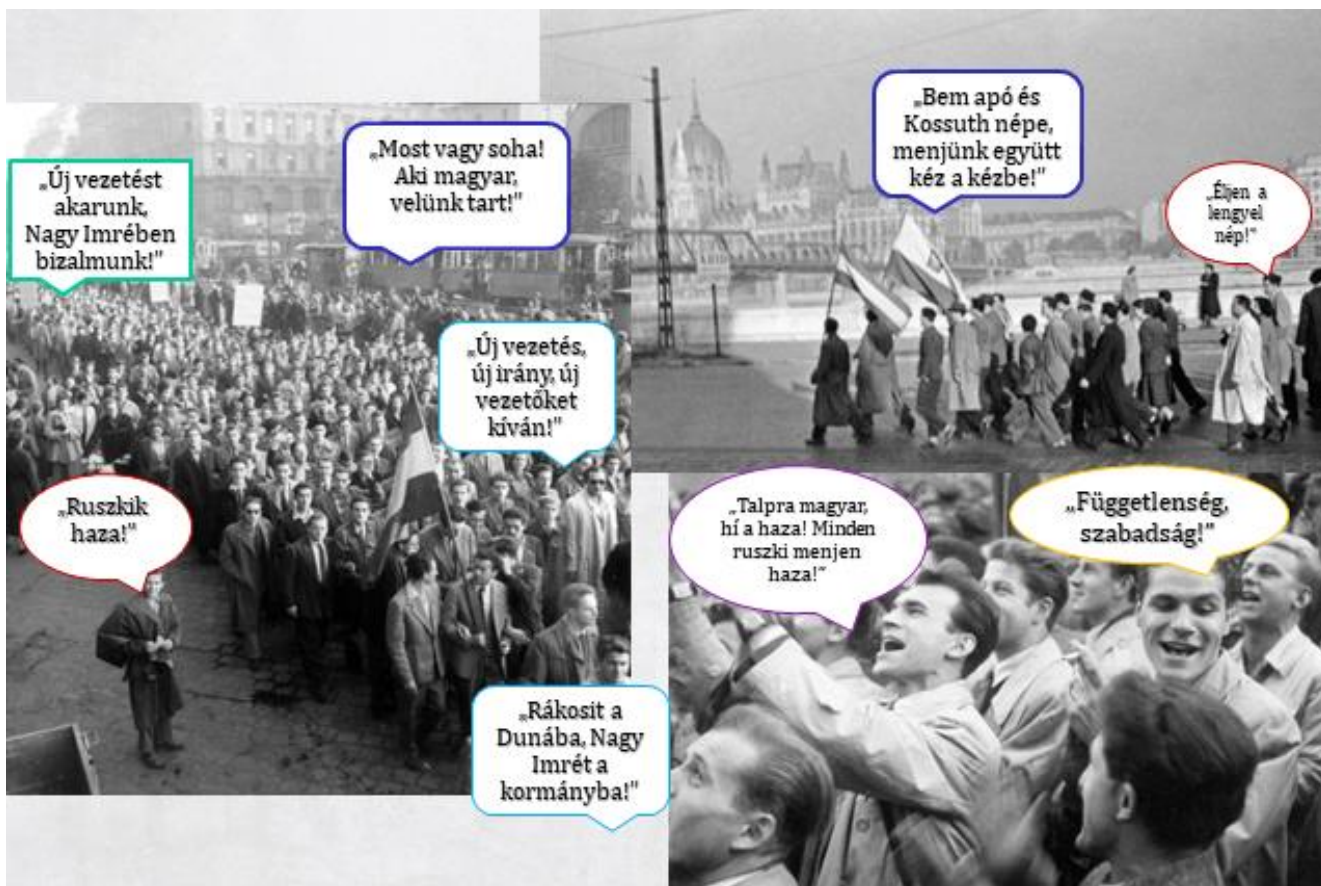 „Új vezetést
akarunk,
Nagy Imrében
bizalmunk!”
„Most vagy soha!
Aki magyar,
velünk tart!”
„Bem apó és
Kossuth népe,
menjünk együtt
kéz a kézbe!”
„Éljen a
lengyel
nép!”
„Új vezetés,
új irány, új
vezetőket
kíván!”
„Ruszkik
haza!”
„Talpra magyar,
hí a haza! Minden
ruszki menjen
haza!”
„Függetlenség,
szabadság!”
„Rákosit a
Dunába, Nagy
Imrét a
kormányba!”